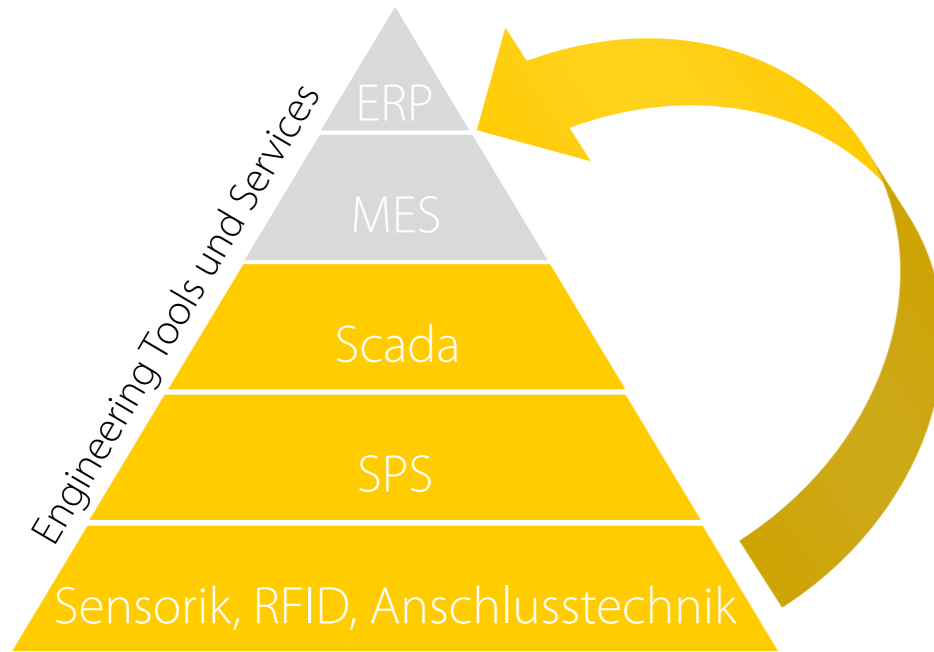 ERP
MES
Scada
SPS
Sensorik, RFID, Anschlusstechnik
Engineering Tools und Services